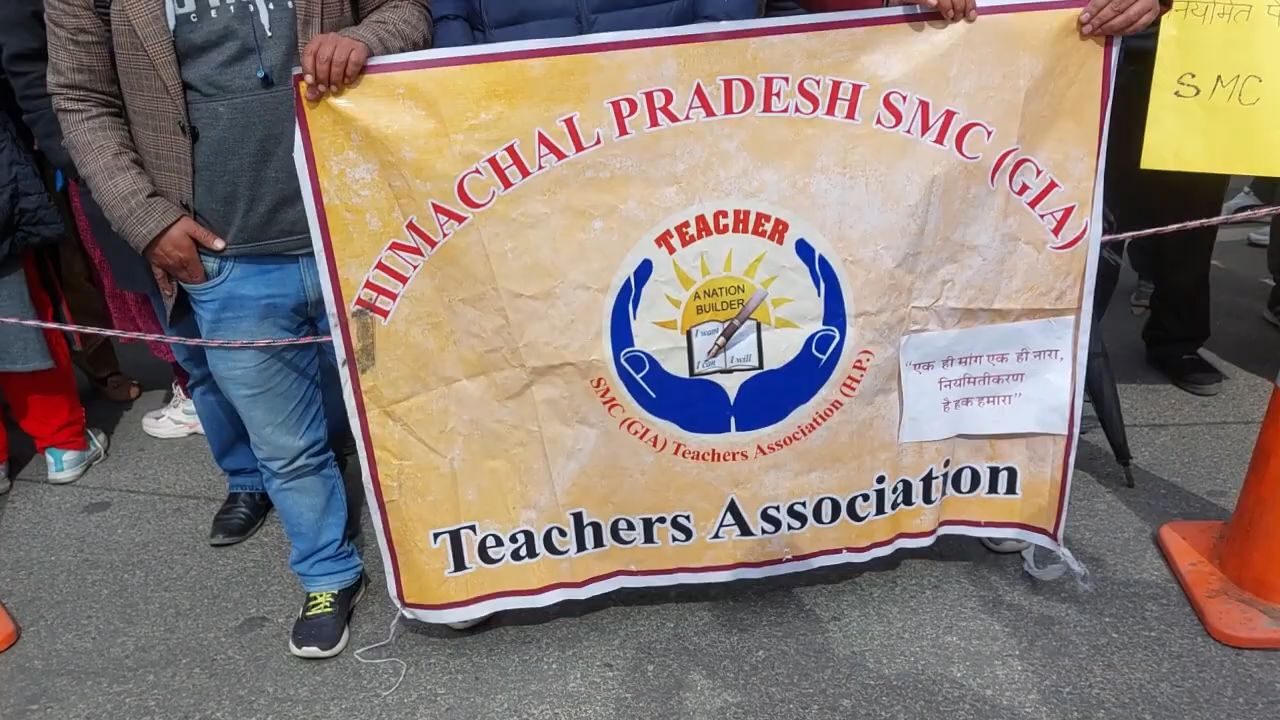 HIMACHAL PRADESH SMC (GIA)
TEACHER
A NATION
BUILDER
I want
I can
I will
SMC (GIA) Teachers Association (H.P.)
Teachers Association
"एक ही मांग एक ही नारा,
नियमितीकरण
है हक हमारा"
नियमित
SMC